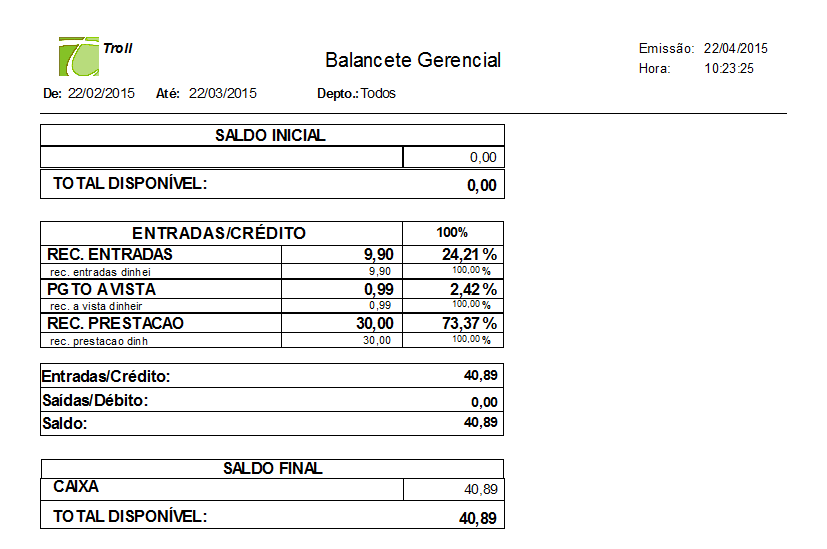 Troll
Balancete Gerencial
Emissão: 22/04/2015
Hora: 10:23:25
De: 22/02/2015 Até: 22/03/2015 Depto.: Todos
SALDO INICIAL
0,00
TOTAL DISPONÍVEL: 0,00
ENTRADAS/CRÉDITO 100%
REC. ENTRADAS 9,90 24,21%
rec. entradas dinhei 9,90 100,00%
PGTO A VISTA 0,99 2,42%
rec. a vista dinheir 0,99 100,00%
REC. PRESTACAO 30,00 73,37%
rec. prestacao dinh 30,00 100,00%
Entradas/Crédito: 40,89
Saídas/Débito: 0,00
Saldo: 40,89
SALDO FINAL
CAIXA 40,89
TOTAL DISPONÍVEL: 40,89